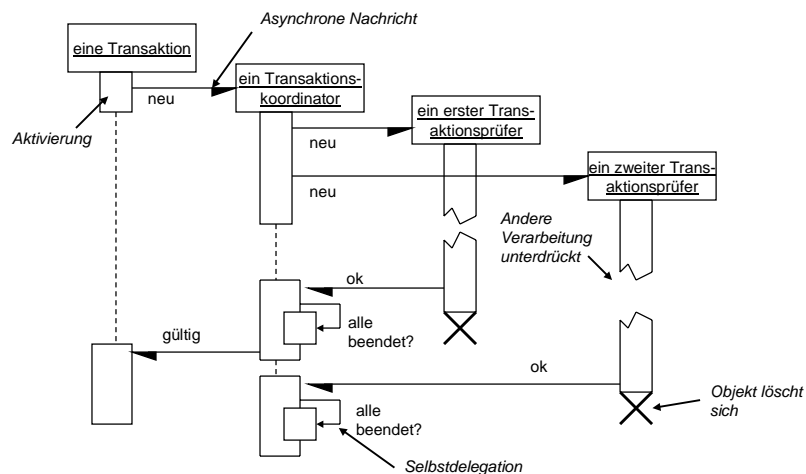 Asynchrone Nachricht
eine Transaktion
ein Transaktions-
koordinator
neu
ein erster Trans-
aktionsprüfer
Aktivierung
neu
ein zweiter Trans-
aktionsprüfer
neu
Andere
Verarbeitung
unterdrückt
ok
alle
beendet?
gültig
ok
Objekt löscht
sich
alle
beendet?
Selbstdelegation